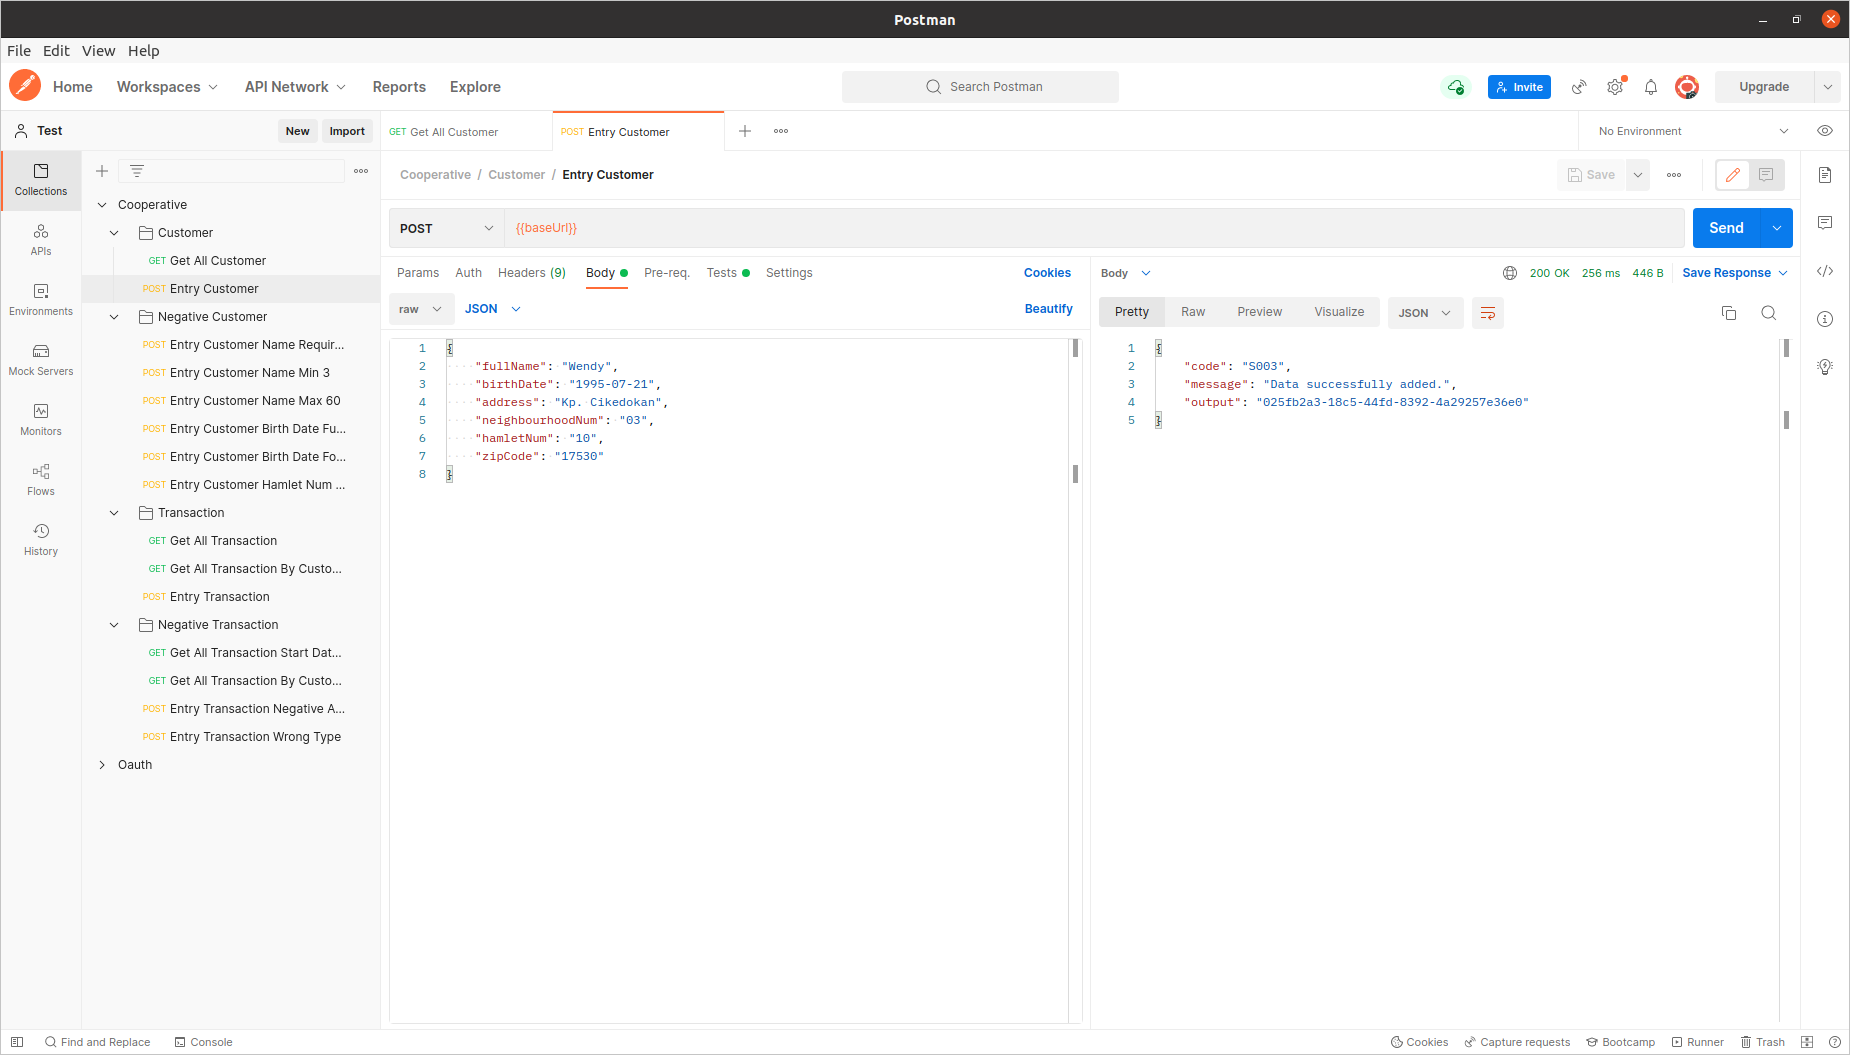 Postman
File Edit View Help
Home Workspaces API Network Reports Explore Search Postman Invite Upgrade
Test New Import
GET Get All Customer POST Entry Customer No Environment
Cooperative / Customer / Entry Customer Save
POST {{baseUrl}} Send
Params Auth Headers (9) Body Pre-req. Tests Settings Cookies
raw JSON Beautify
1 {
2 "fullName": "Wendy",
3 "birthDate": "1995-07-21",
4 "address": "Kp. Cikedokan",
5 "neighbourhoodNum": "03",
6 "hamletNum": "10",
7 "zipCode": "17530"
8 }
Body 200 OK 256 ms 446 B Save Response
Pretty Raw Preview Visualize JSON
1 {
2 "code": "S003",
3 "message": "Data successfully added.",
4 "output": "025fb2a3-18c5-44fd-8392-4a29257e36e0"
5 }
Collections
APIs
Environments
Mock Servers
Monitors
Flows
History
Cooperative
Customer
GET Get All Customer
POST Entry Customer
Negative Customer
POST Entry Customer Name Requir...
POST Entry Customer Name Min 3
POST Entry Customer Name Max 60
POST Entry Customer Birth Date Fu...
POST Entry Customer Birth Date Fo...
POST Entry Customer Hamlet Num ...
Transaction
GET Get All Transaction
GET Get All Transaction By Custo...
POST Entry Transaction
Negative Transaction
GET Get All Transaction Start Dat...
GET Get All Transaction By Custo...
POST Entry Transaction Negative A...
POST Entry Transaction Wrong Type
Oauth
Find and Replace Console Cookies Capture requests Bootcamp Runner Trash